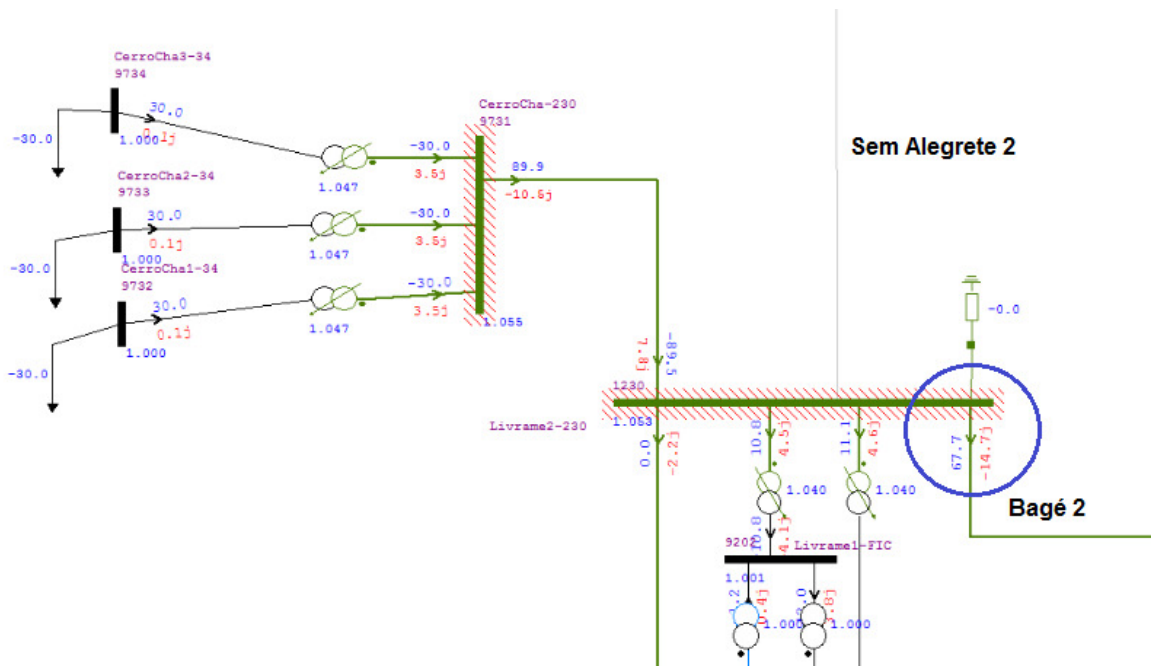 CerroCha3-34
9734
30.0
-30.0
1.000
CerroCha-230
9731
-30.0
3.5j
89.9
-10.5j
Sem Alegrete 2
1.047
CerroCha2-34
9733
30.0
0.1j
-30.0
1.000
-30.0
3.5j
1.047
CerroCha1-34
9732
30.0
0.1j
-30.0
1.000
-30.0
3.5j
1.047
1.055
-0.0
-89.5
7.8j
1230
1.053
Livrame2-230
0.0
-2.2j
10.8
4.5j
11.1
4.6j
67.7
-14.7j
1.040
1.040
Bagé 2
4.1j
9202
Livrame1-FIC
1.001
0.4j
3.8j
1.000
1.000